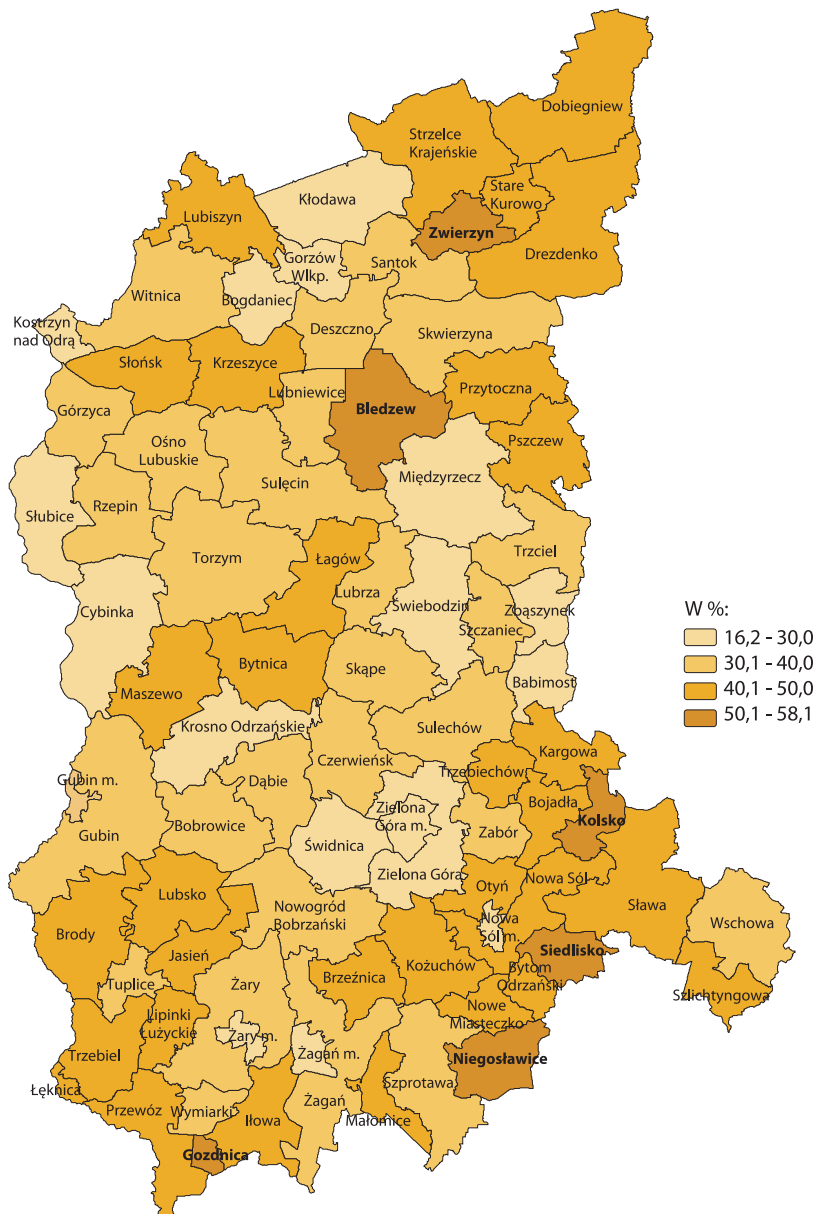 Dobiegniew
Strzelce
Krajeńskie
Stare
Kurowo
Kłodawa
Lubiszyn
Zwierzyn
Drezdenko
Gorzów
Wlkp.
Santok
Witnica
Bogdaniec
Kostrzyn
nad Odrą
Deszczno
Skwierzyna
Słońsk
Krzeszyce
Lubniewice
Przytoczna
Górzyca
Bledzew
Ośno
Lubuskie
Pszczew
Międzyrzecz
Sulęcin
Słubice
Rzepin
Trzciel
Torzym
Łagów
Lubrza
Świebodzin
Zbąszynek
Cybinka
Szczaniec
W %:
16,2 - 30,0
30,1 - 40,0
40,1 - 50,0
50,1 - 58,1
Bytnica
Skąpe
Maszewo
Babimost
Krosno Odrzańskie
Sulechów
Kargowa
Czerwieńsk
Trzebiechów
Gubin m.
Dąbie
Bojadła
Zielona
Góra m.
Kolsko
Bobrowice
Zabór
Gubin
Świdnica
Zielona Góra
Otyń
Nowa Sól
Lubsko
Sława
Nowogród
Bobrzański
Nowa
Sól m.
Wschowa
Brody
Siedlisko
Jasień
Kożuchów
Bytom
Odrzański
Tuplice
Żary
Brzeźnica
Szlichtyngowa
Lipinki
Łużyckie
Nowe
Miasteczko
Żary m.
Trzebiel
Żagań m.
Niegosławice
Szprotawa
Łęknica
Żagań
Przewóz
Wymiarki
Iłowa
Małomice
Gozdnica